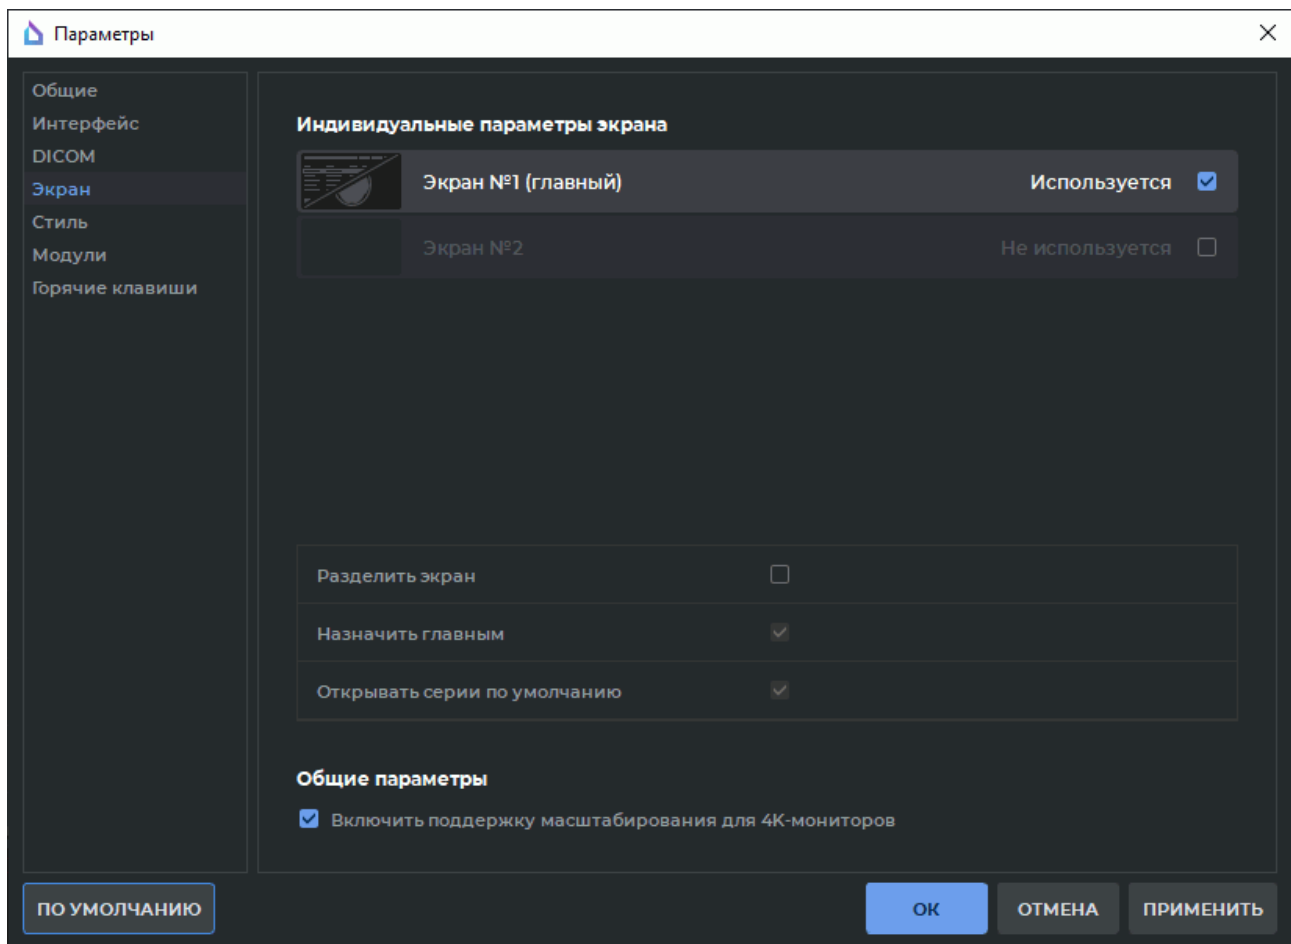 Параметры
Общие
Интерфейс
DICOM
Экран
Стиль
Модули
Горячие клавиши
Индивидуальные параметры экрана
Экран №1 (главный) Используется
Экран №2 Не используется
Разделить экран
Назначить главным
Открывать серии по умолчанию
Общие параметры
Включить поддержку масштабирования для 4К-мониторов
ПО УМОЛЧАНИЮ ОК ОТМЕНА ПРИМЕНИТЬ